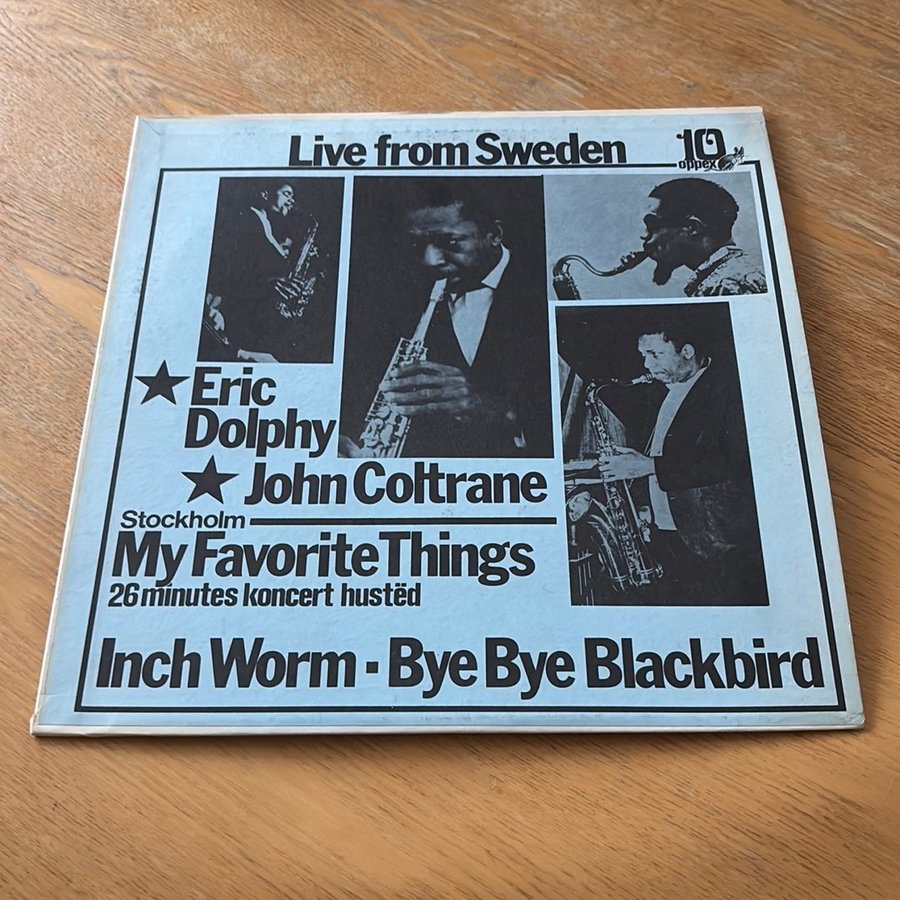 Live from Sweden
10
oppex
Eric
Dolphy
John Coltrane
Stockholm
My Favorite Things
26 minutes koncert hustëd
Inch Worm · Bye Bye Blackbird